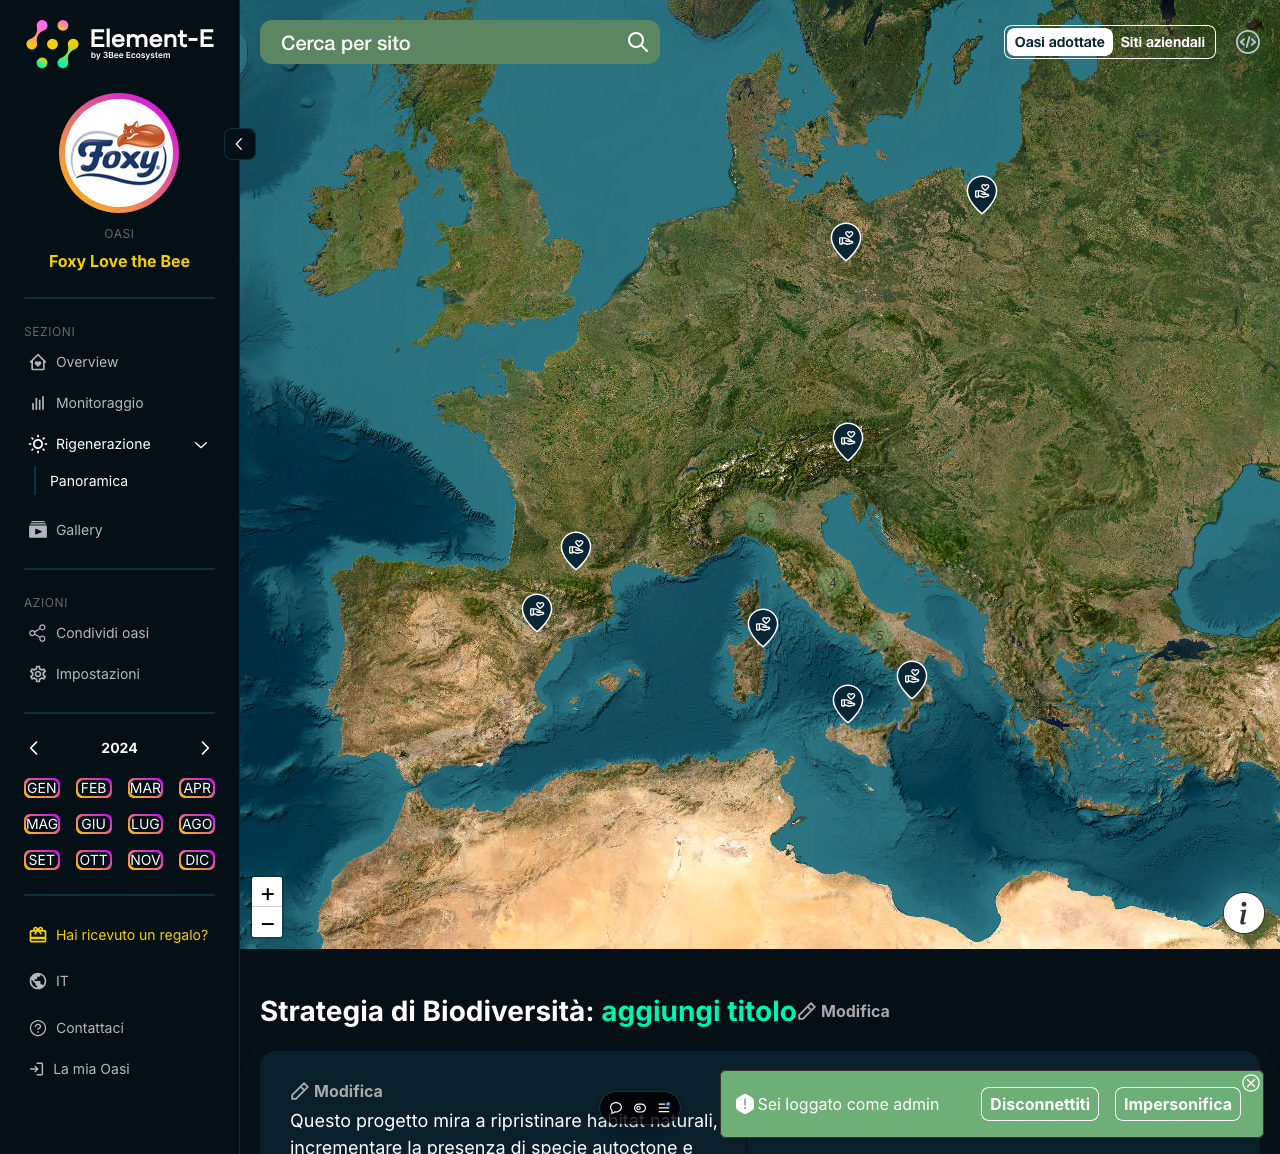 Element-E
by 3Bee Ecosystem
Foxy
OASI
Foxy Love the Bee
SEZIONI
Overview
Monitoraggio
Rigenerazione
Panoramica
Gallery
AZIONI
Condividi oasi
Impostazioni
2024
GEN FEB MAR APR
MAG GIU LUG AGO
SET OTT NOV DIC
Hai ricevuto un regalo?
IT
Contattaci
La mia Oasi
Cerca per sito
Oasi adottate Siti aziendali
5
4
5
+
−
i
Strategia di Biodiversità: aggiungi titolo Modifica
Modifica
Questo progetto mira a ripristinare habitat naturali,
incrementare la presenza di specie autoctone e
Sei loggato come admin Disconnettiti Impersonifica